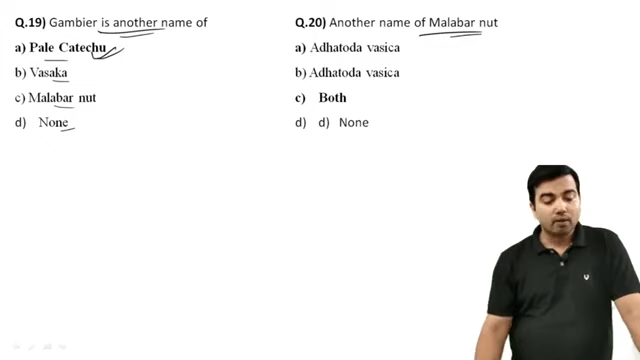 Q.19) Gambier is another name of
a) Pale Catechu
b) Vasaka
c) Malabar nut
d) None
Q.20) Another name of Malabar nut
a) Adhatoda vasica
b) Adhatoda vasica
c) Both
d) d) None